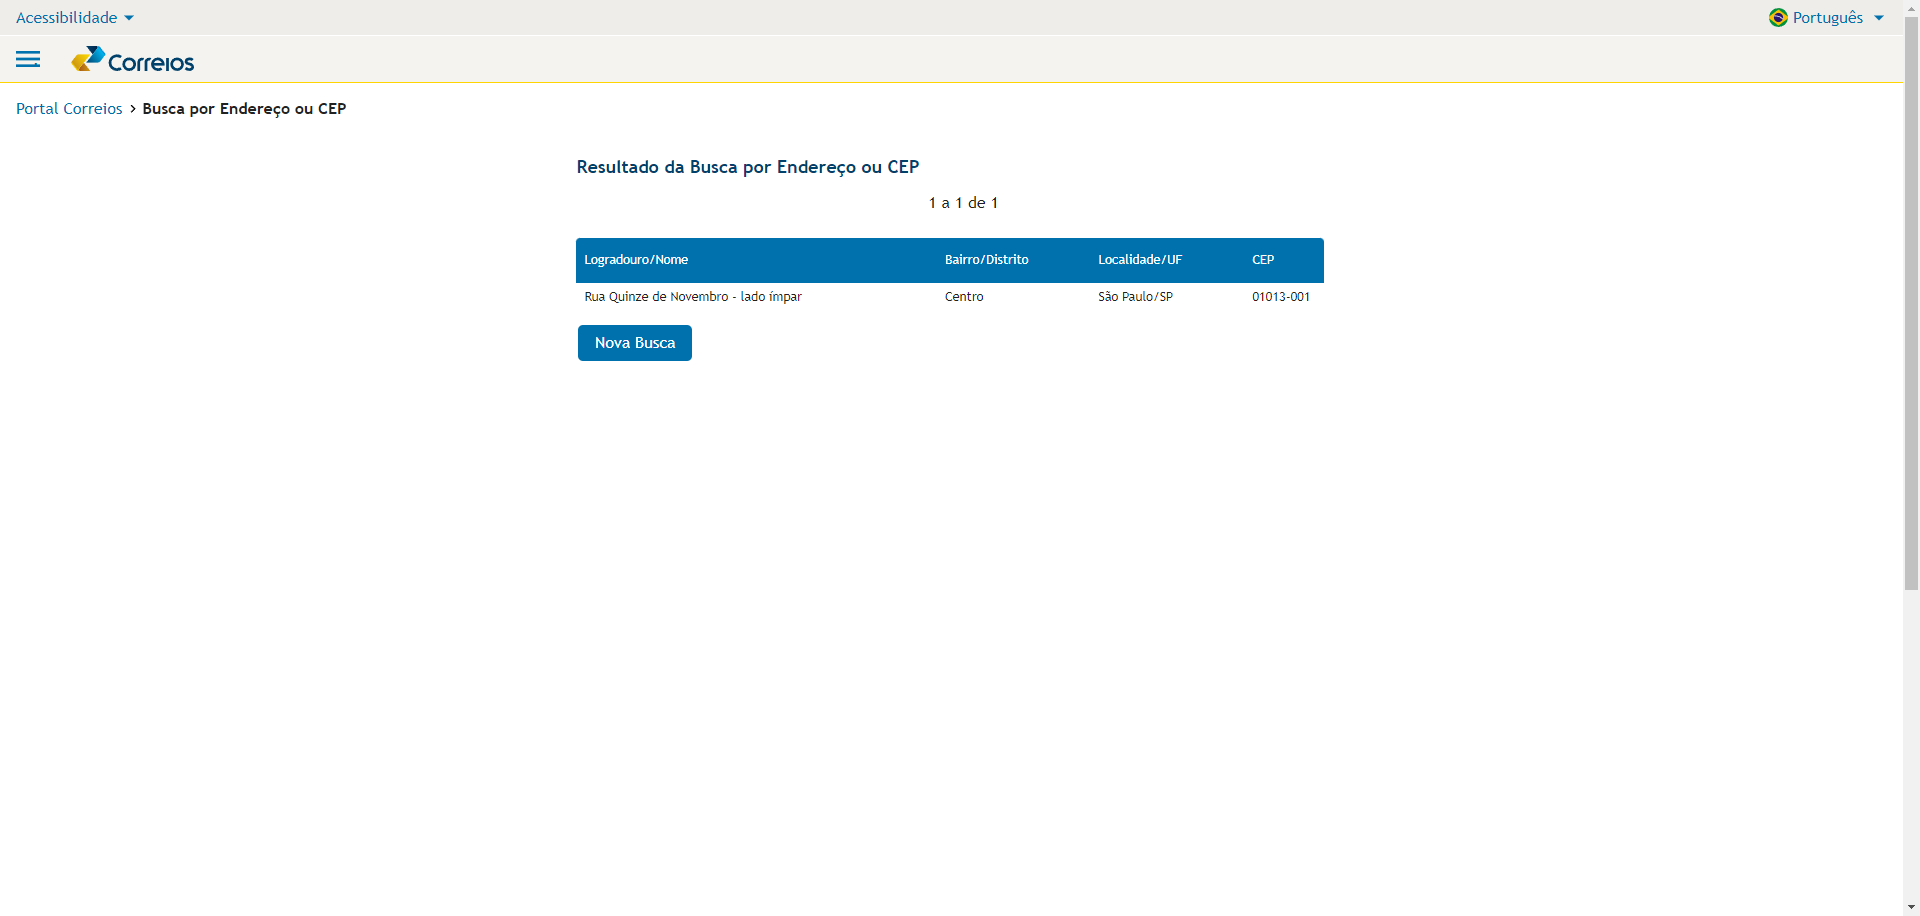 Acessibilidade
Português
Correios
Portal Correios > Busca por Endereço ou CEP
Resultado da Busca por Endereço ou CEP
1 a 1 de 1
Logradouro/Nome Bairro/Distrito Localidade/UF CEP
Rua Quinze de Novembro - lado ímpar Centro São Paulo/SP 01013-001
Nova Busca